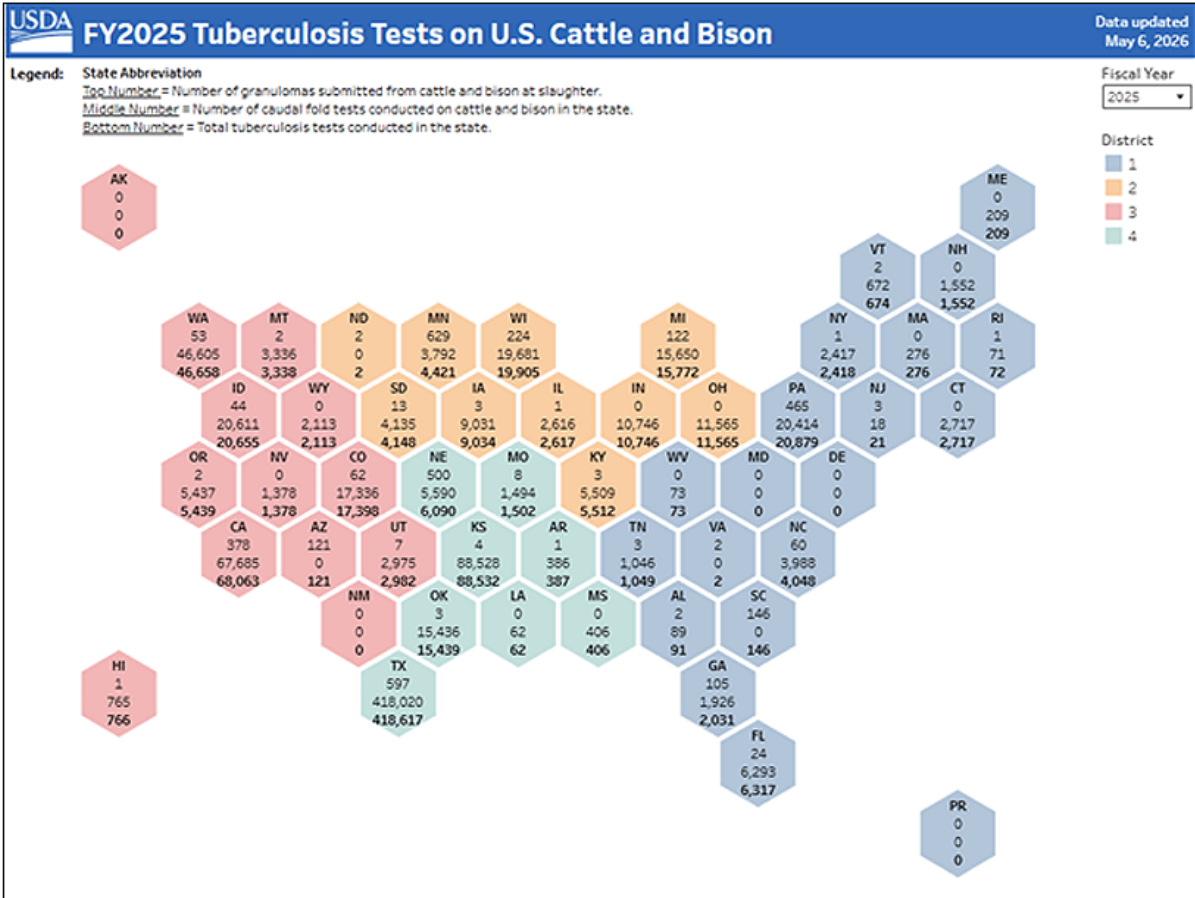 USDA
FY2025 Tuberculosis Tests on U.S. Cattle and Bison
Data updated
May 6, 2026
Legend:
State Abbreviation
Top Number = Number of granulomas submitted from cattle and bison at slaughter.
Middle Number = Number of caudal fold tests conducted on cattle and bison in the state.
Bottom Number = Total tuberculosis tests conducted in the state.
Fiscal Year
2025
District
1
2
3
4
AK
0
0
0
ME
0
209
209
VT
2
672
674
NH
0
1,552
1,552
WA
53
46,605
46,658
MT
2
3,336
3,338
ND
2
0
2
MN
629
3,792
4,421
WI
224
19,681
19,905
MI
122
15,650
15,772
NY
1
2,417
2,418
MA
0
276
276
RI
1
71
72
ID
44
20,611
20,655
WY
0
2,113
2,113
SD
13
4,135
4,148
IA
3
9,031
9,034
IL
1
2,616
2,617
IN
0
10,746
10,746
OH
0
11,565
11,565
PA
465
20,414
20,879
NJ
3
18
21
CT
0
2,717
2,717
OR
2
5,437
5,439
NV
0
1,378
1,378
CO
62
17,336
17,398
NE
500
5,590
6,090
MO
8
1,494
1,502
KY
3
5,509
5,512
WV
0
73
73
MD
0
0
0
DE
0
0
0
CA
378
67,685
68,063
AZ
121
0
121
UT
7
2,975
2,982
KS
4
88,528
88,532
AR
1
386
387
TN
3
1,046
1,049
VA
2
0
2
NC
60
3,988
4,048
NM
0
0
0
OK
3
15,436
15,439
LA
0
62
62
MS
0
406
406
AL
2
89
91
SC
146
0
146
HI
1
765
766
TX
597
418,020
418,617
GA
105
1,926
2,031
FL
24
6,293
6,317
PR
0
0
0